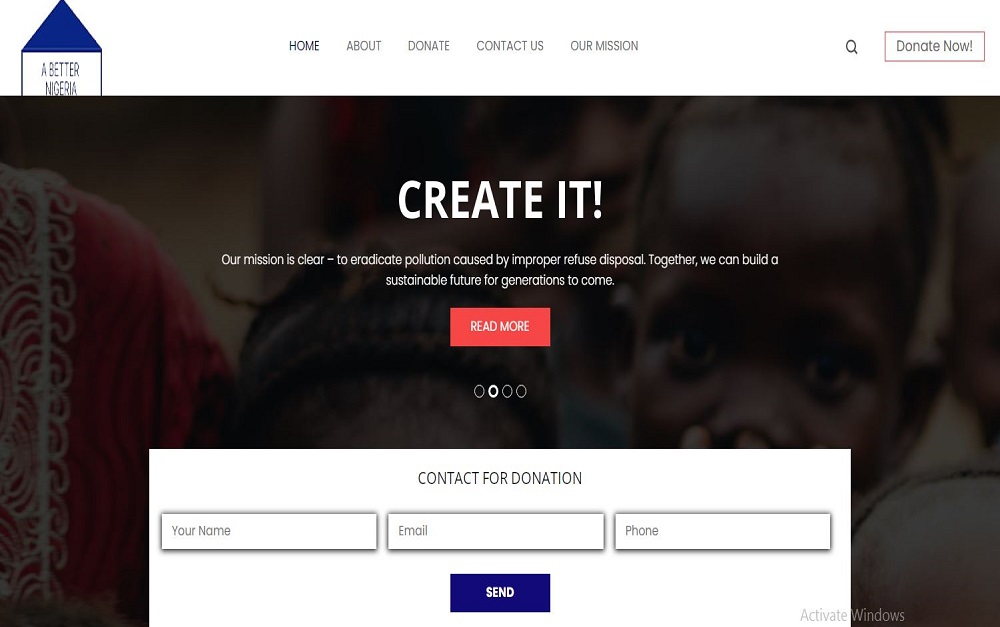 A BETTER
NIGERIA
HOME ABOUT DONATE CONTACT US OUR MISSION
Donate Now!
CREATE IT!
Our mission is clear – to eradicate pollution caused by improper refuse disposal. Together, we can build a
sustainable future for generations to come.
READ MORE
CONTACT FOR DONATION
Your Name Email Phone
SEND
Activate Windows